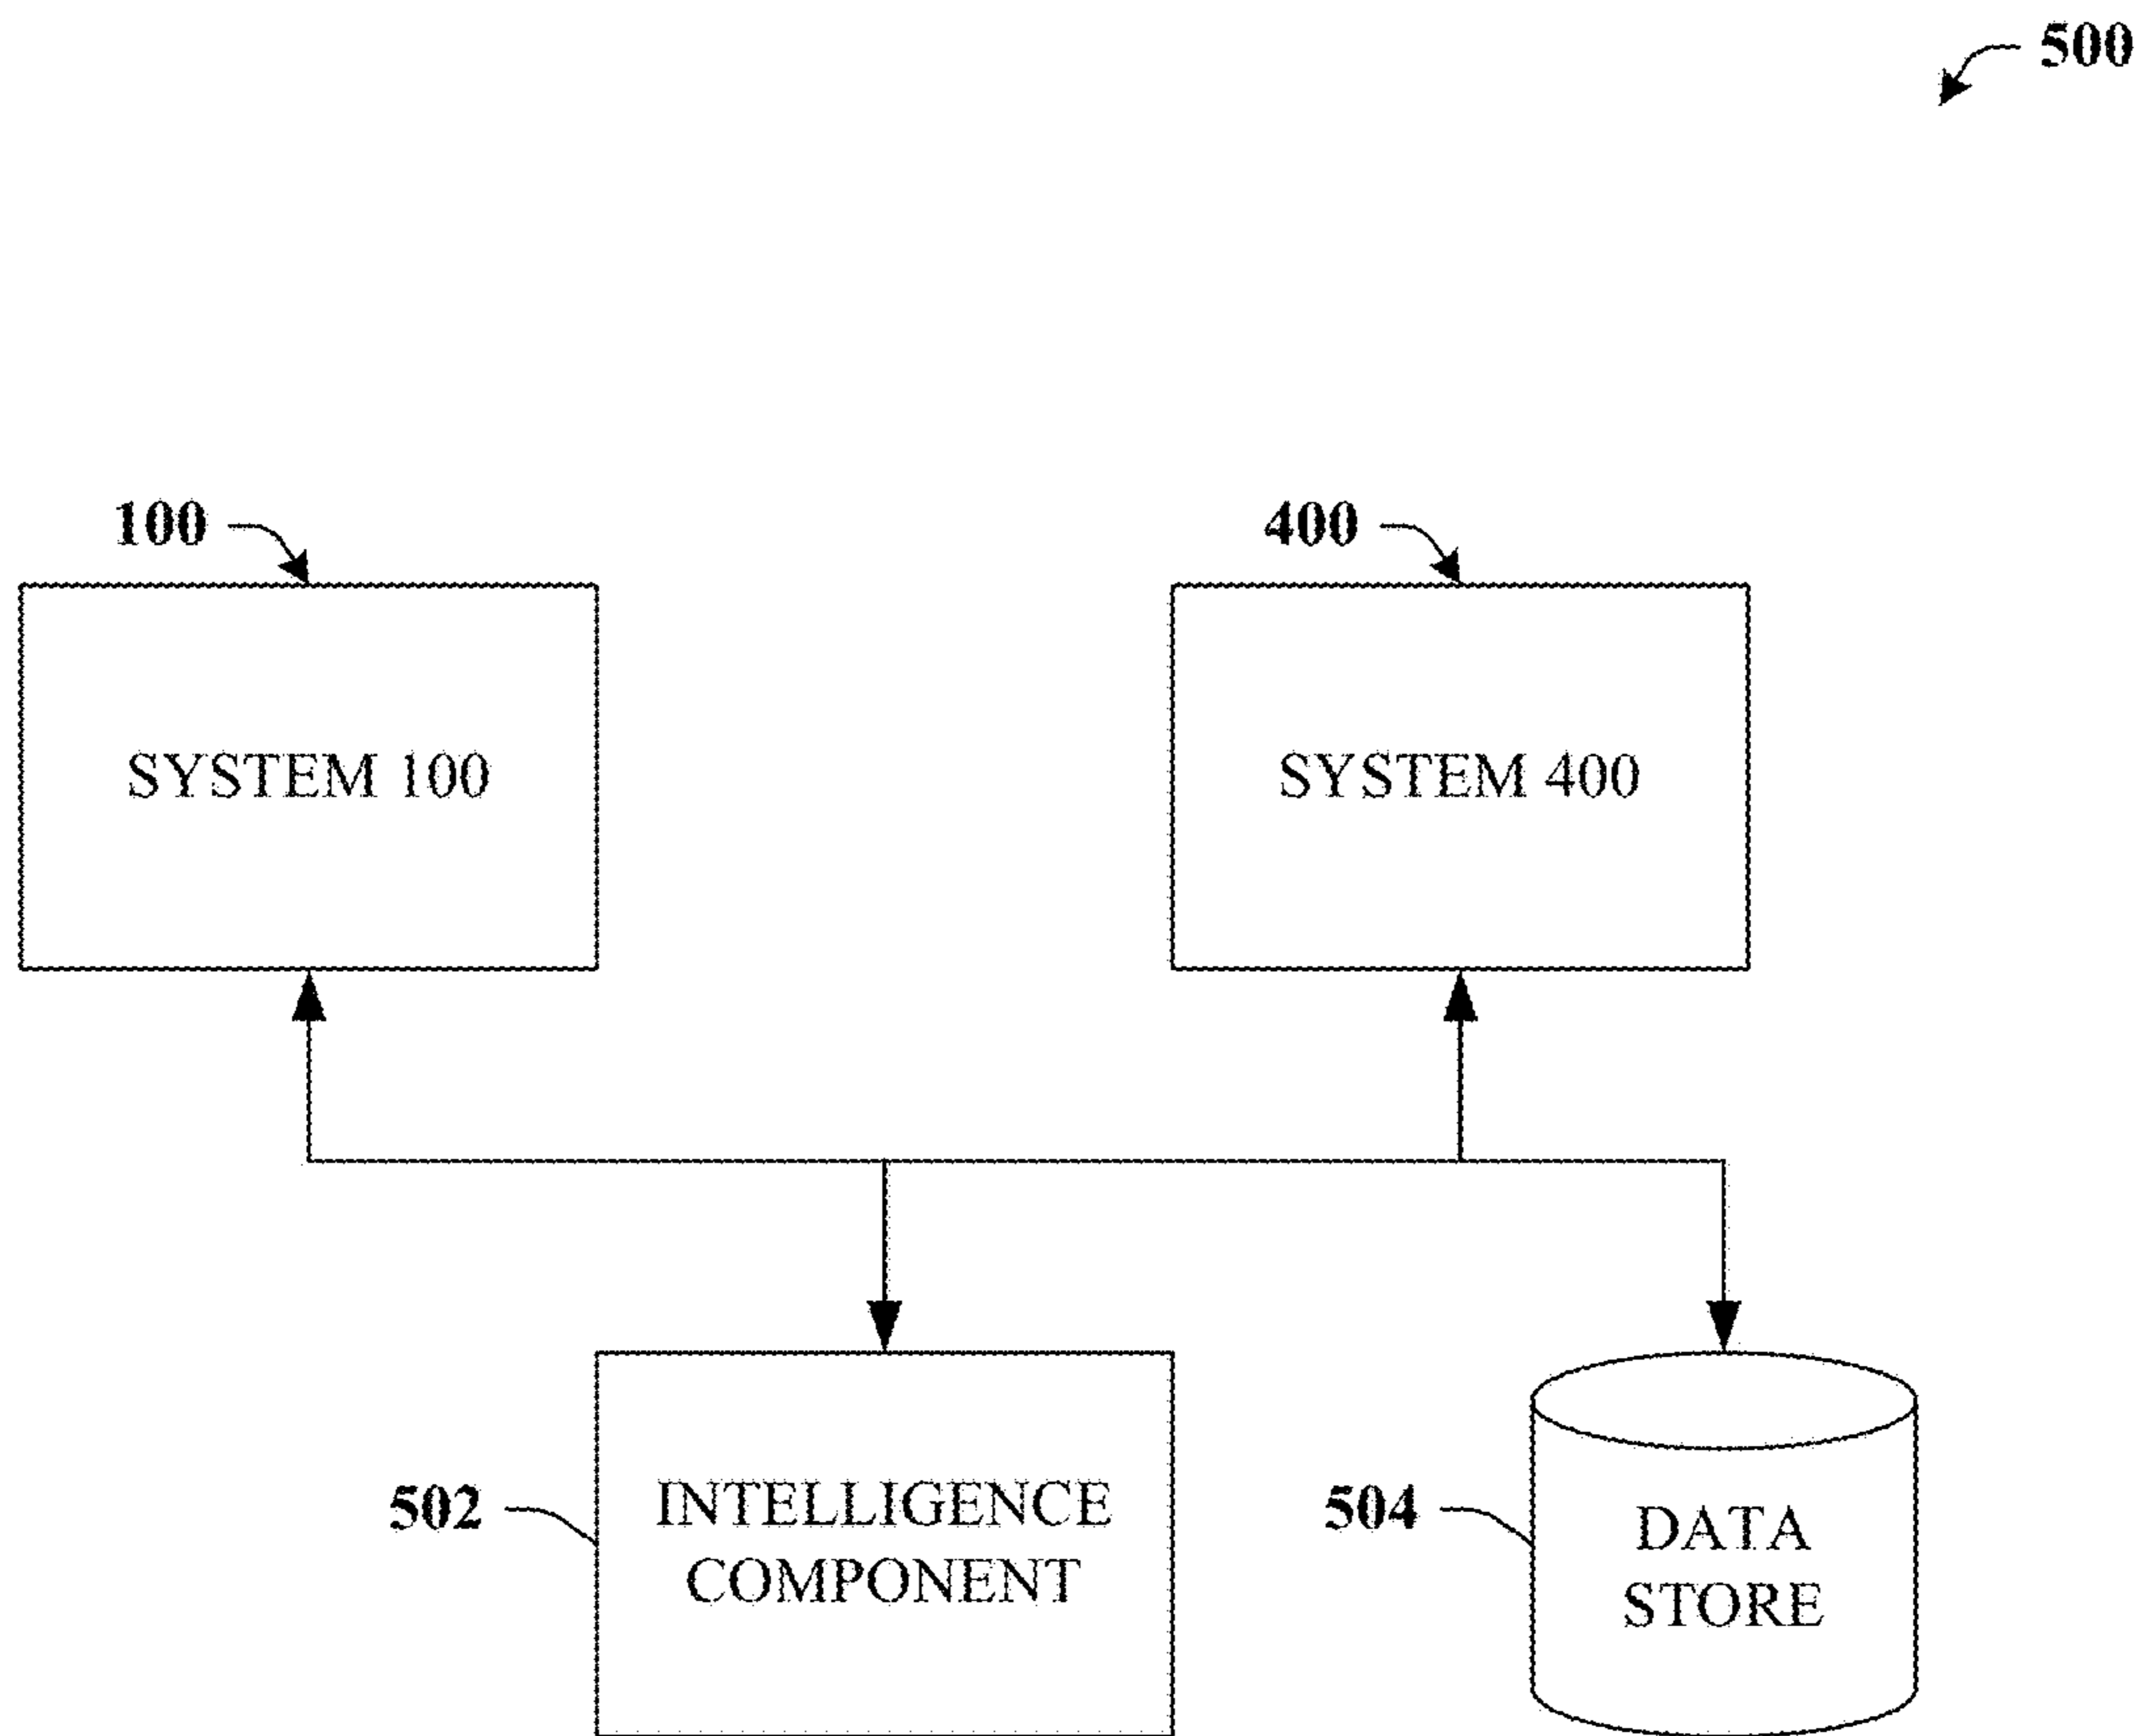 500
100
400
SYSTEM 100
SYSTEM 400
502
INTELLIGENCE
COMPONENT
504
DATA
STORE